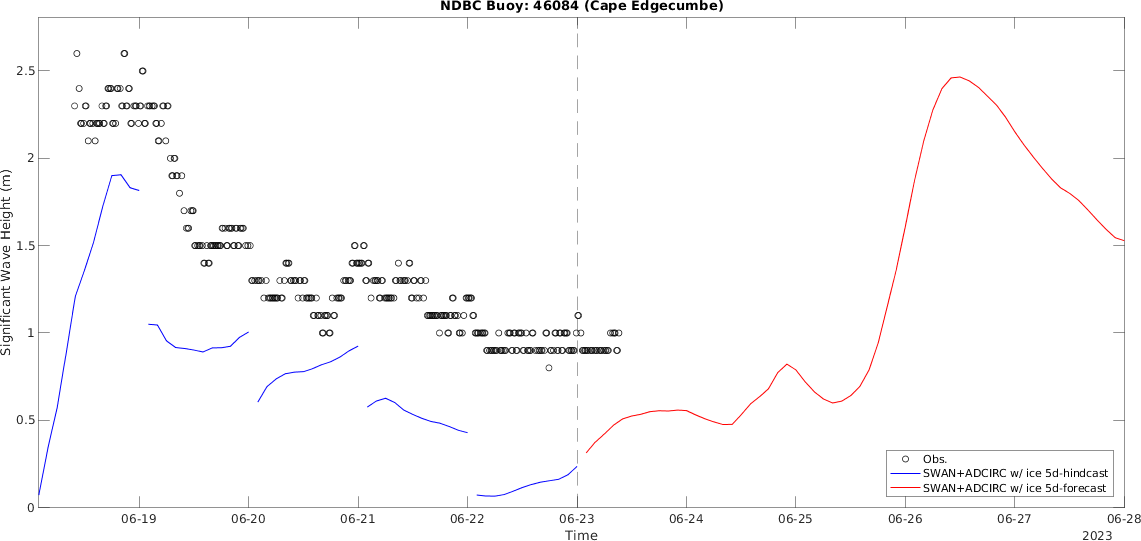 NDBC Buoy: 46084 (Cape Edgecumbe)
Significant Wave Height (m)
2.5
2
1.5
1
0.5
0
Obs.
SWAN+ADCIRC w/ ice 5d-hindcast
SWAN+ADCIRC w/ ice 5d-forecast
06-19 06-20 06-21 06-22 06-23 06-24 06-25 06-26 06-27 06-28
Time
2023